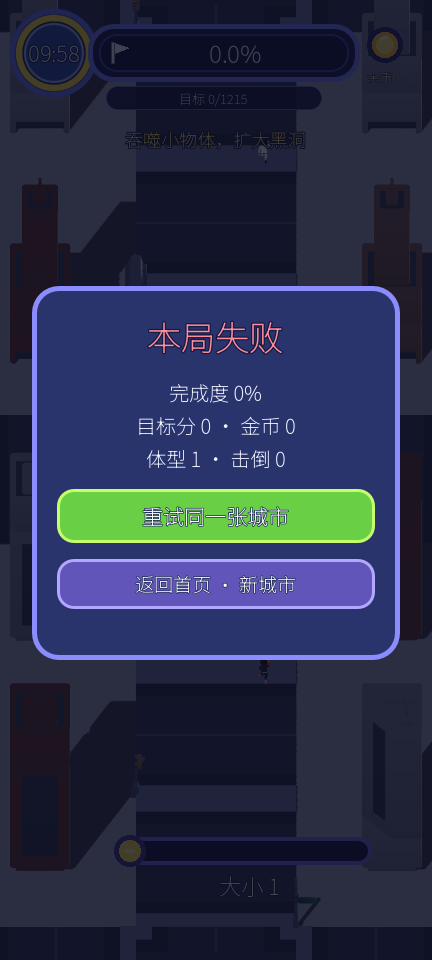 09:58
0.0%
目标 0/1215
吞噬小物体，扩大黑洞
本局失败
完成度 0%
目标分 0 · 金币 0
体型 1 · 击倒 0
重试同一张城市
返回首页 · 新城市
大小 1